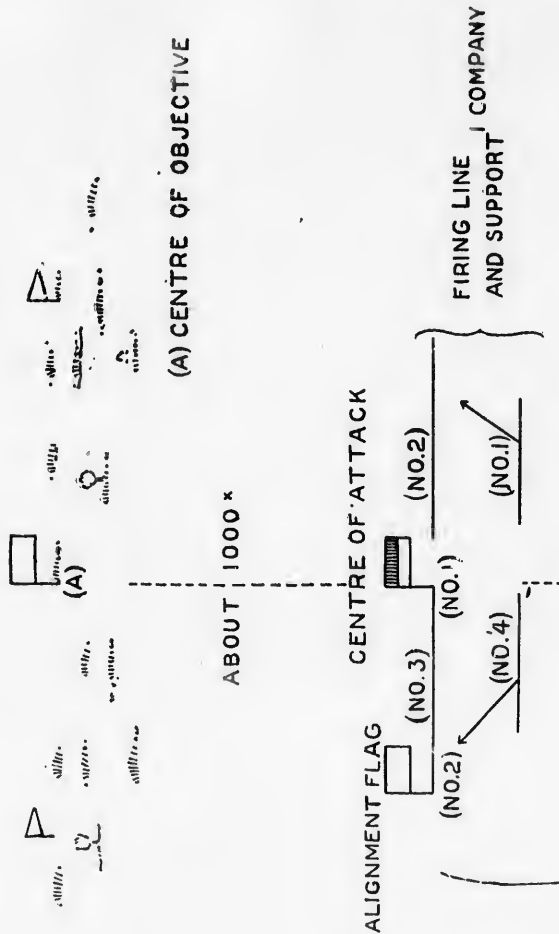 (A)
(A) CENTRE OF OBJECTIVE
ABOUT 1000 ×
ALIGNMENT FLAG
CENTRE OF ATTACK
(NO.2)
(NO.3)
(NO.1)
(NO.2)
(NO.4)
(NO.1)
FIRING LINE
AND SUPPORT
1 COMPANY